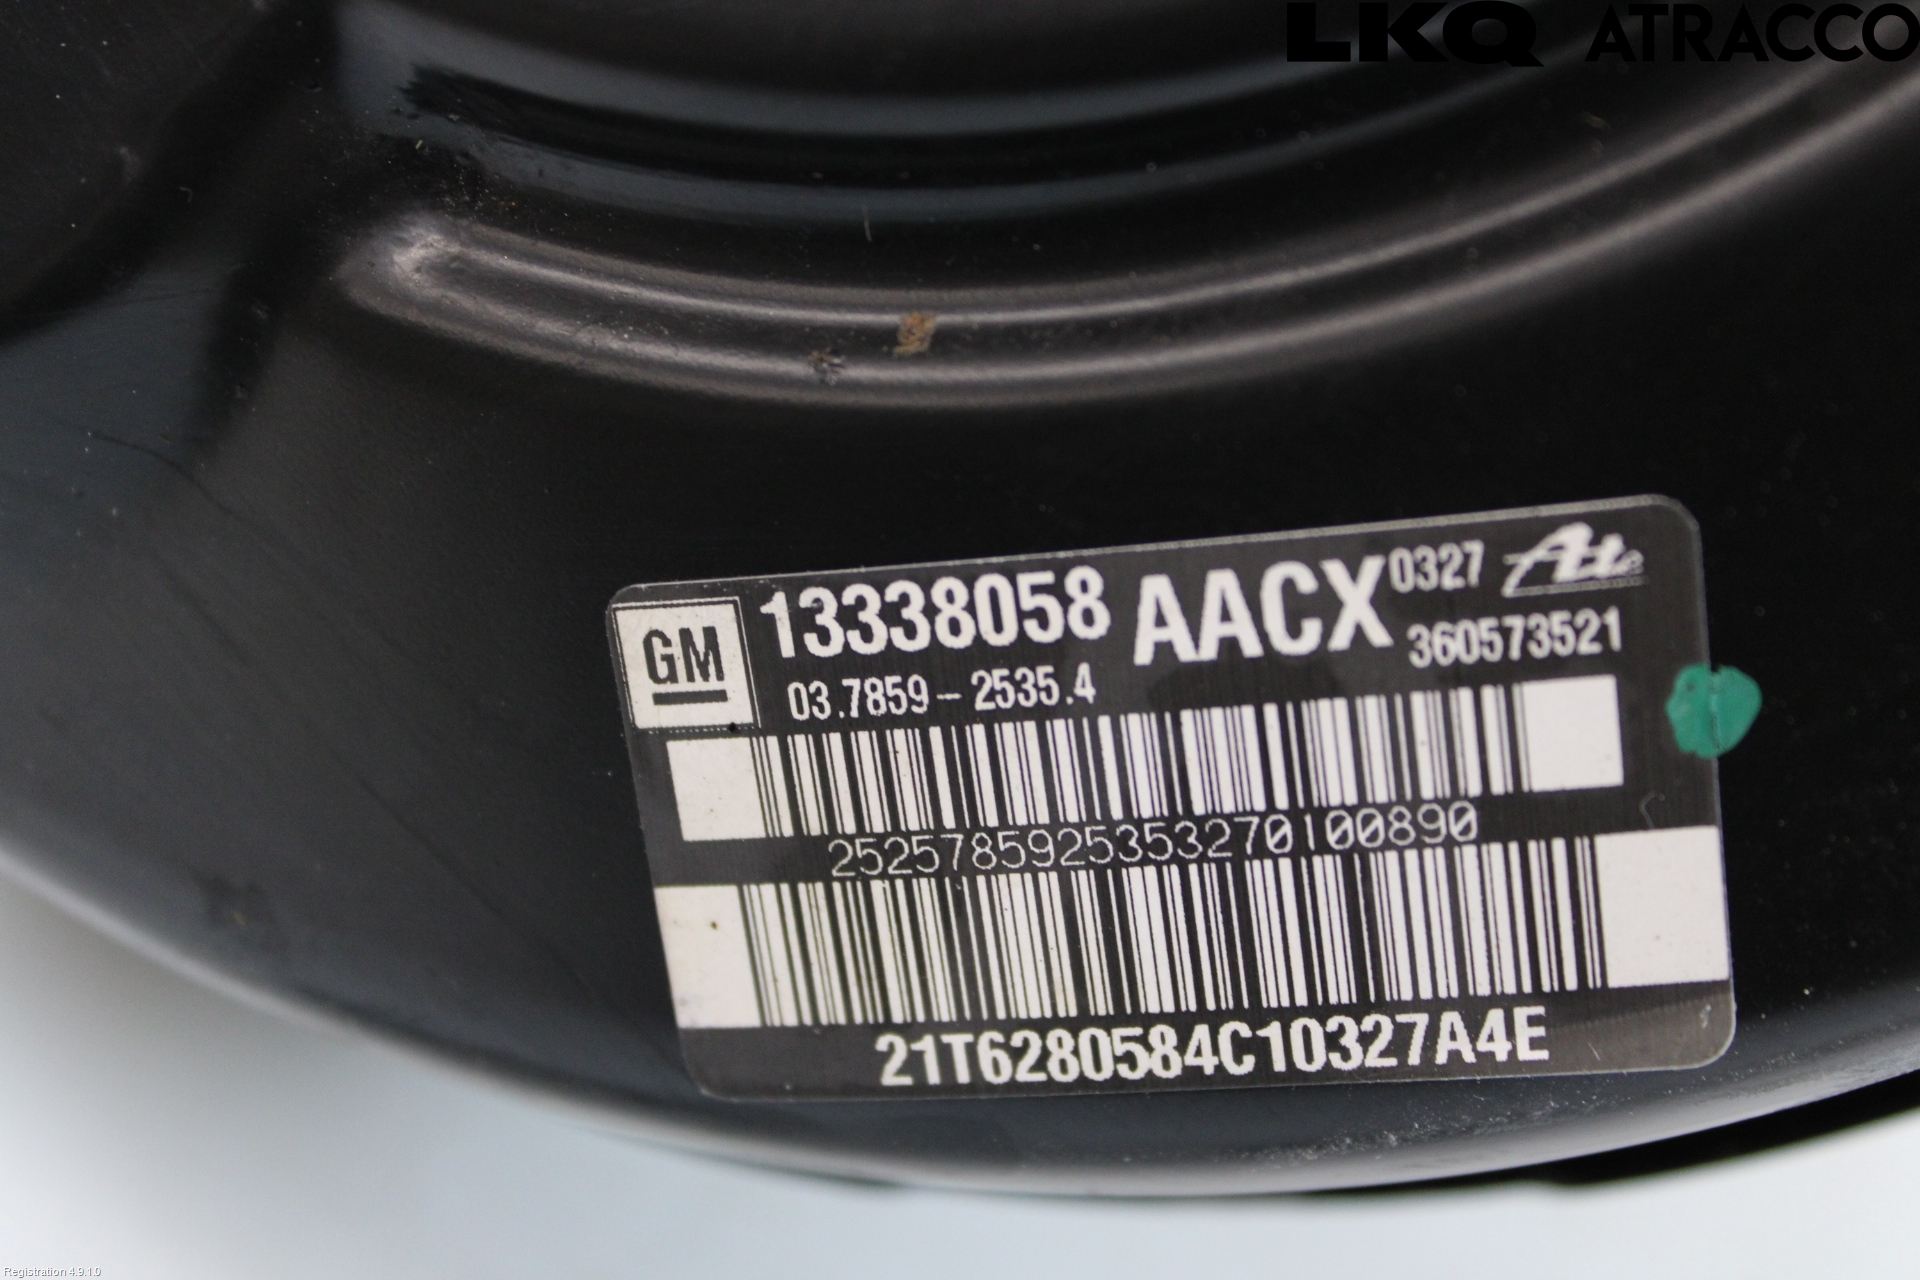 LKQ ATRACCO
GM 13338058 AACX 0327 Ate
03.7859-2535.4 360573521
2525785925353270100890
21T6280584C10327A4E
Registration 4.9.1.0